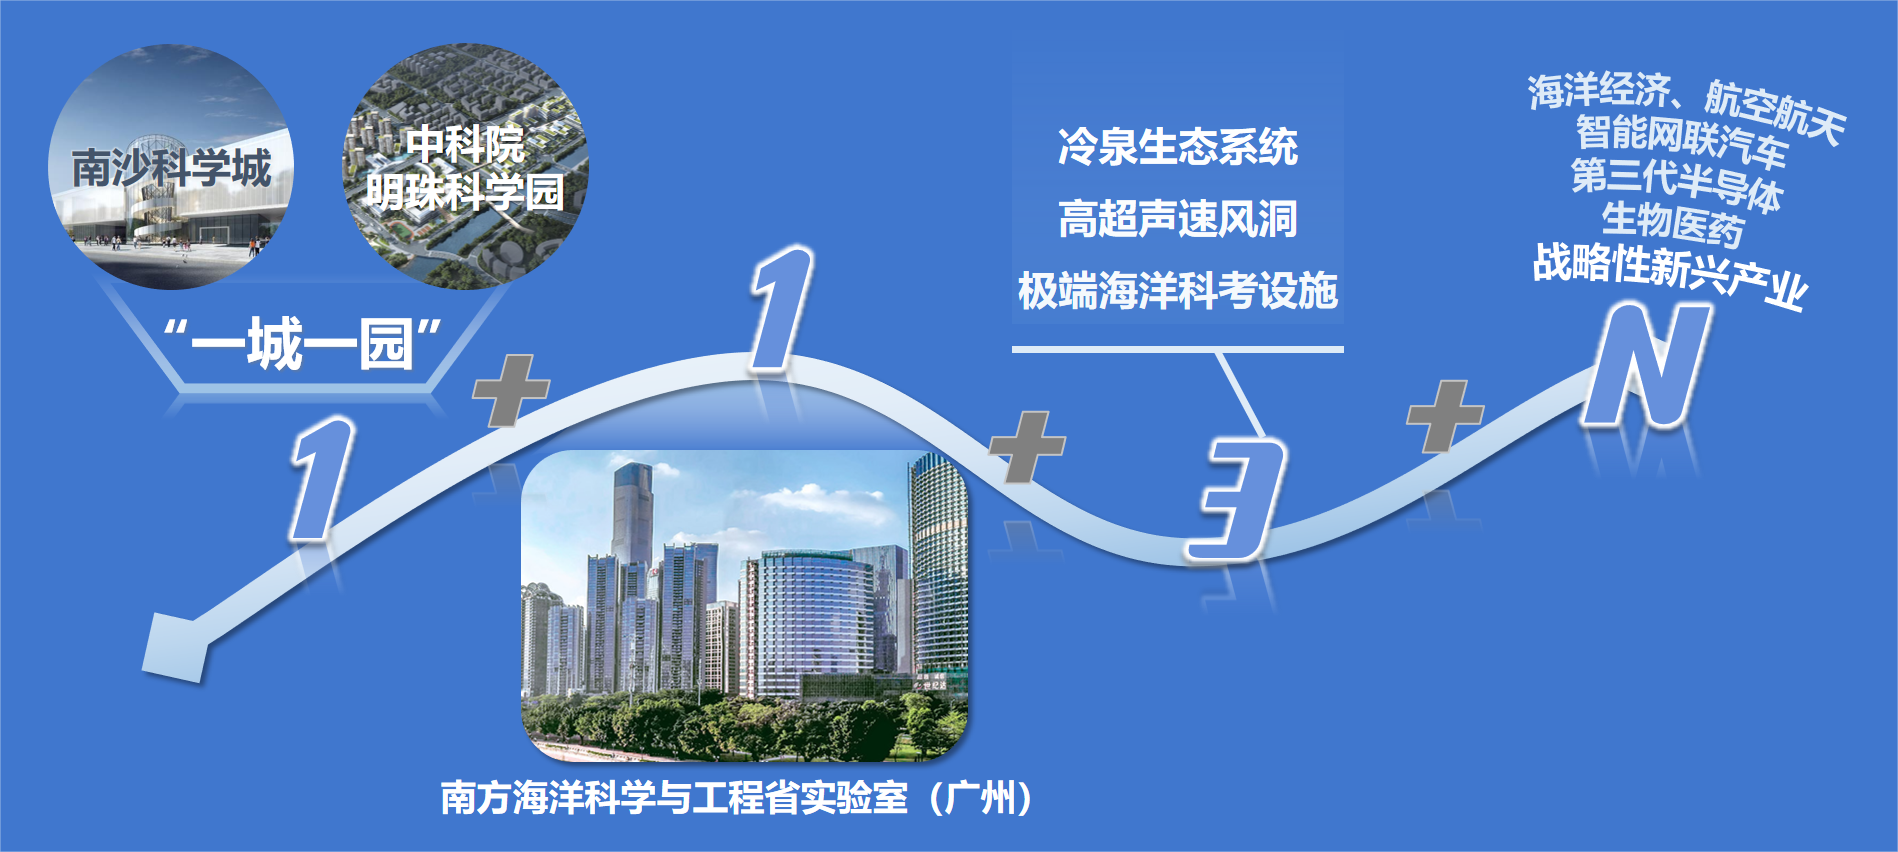 南沙科学城
中科院
明珠科学园
“一城一园”
1
+
1
南方海洋科学与工程省实验室（广州）
+
冷泉生态系统
高超声速风洞
极端海洋科考设施
3
+
海洋经济、航空航天
智能网联汽车
第三代半导体
生物医药
战略性新兴产业
N